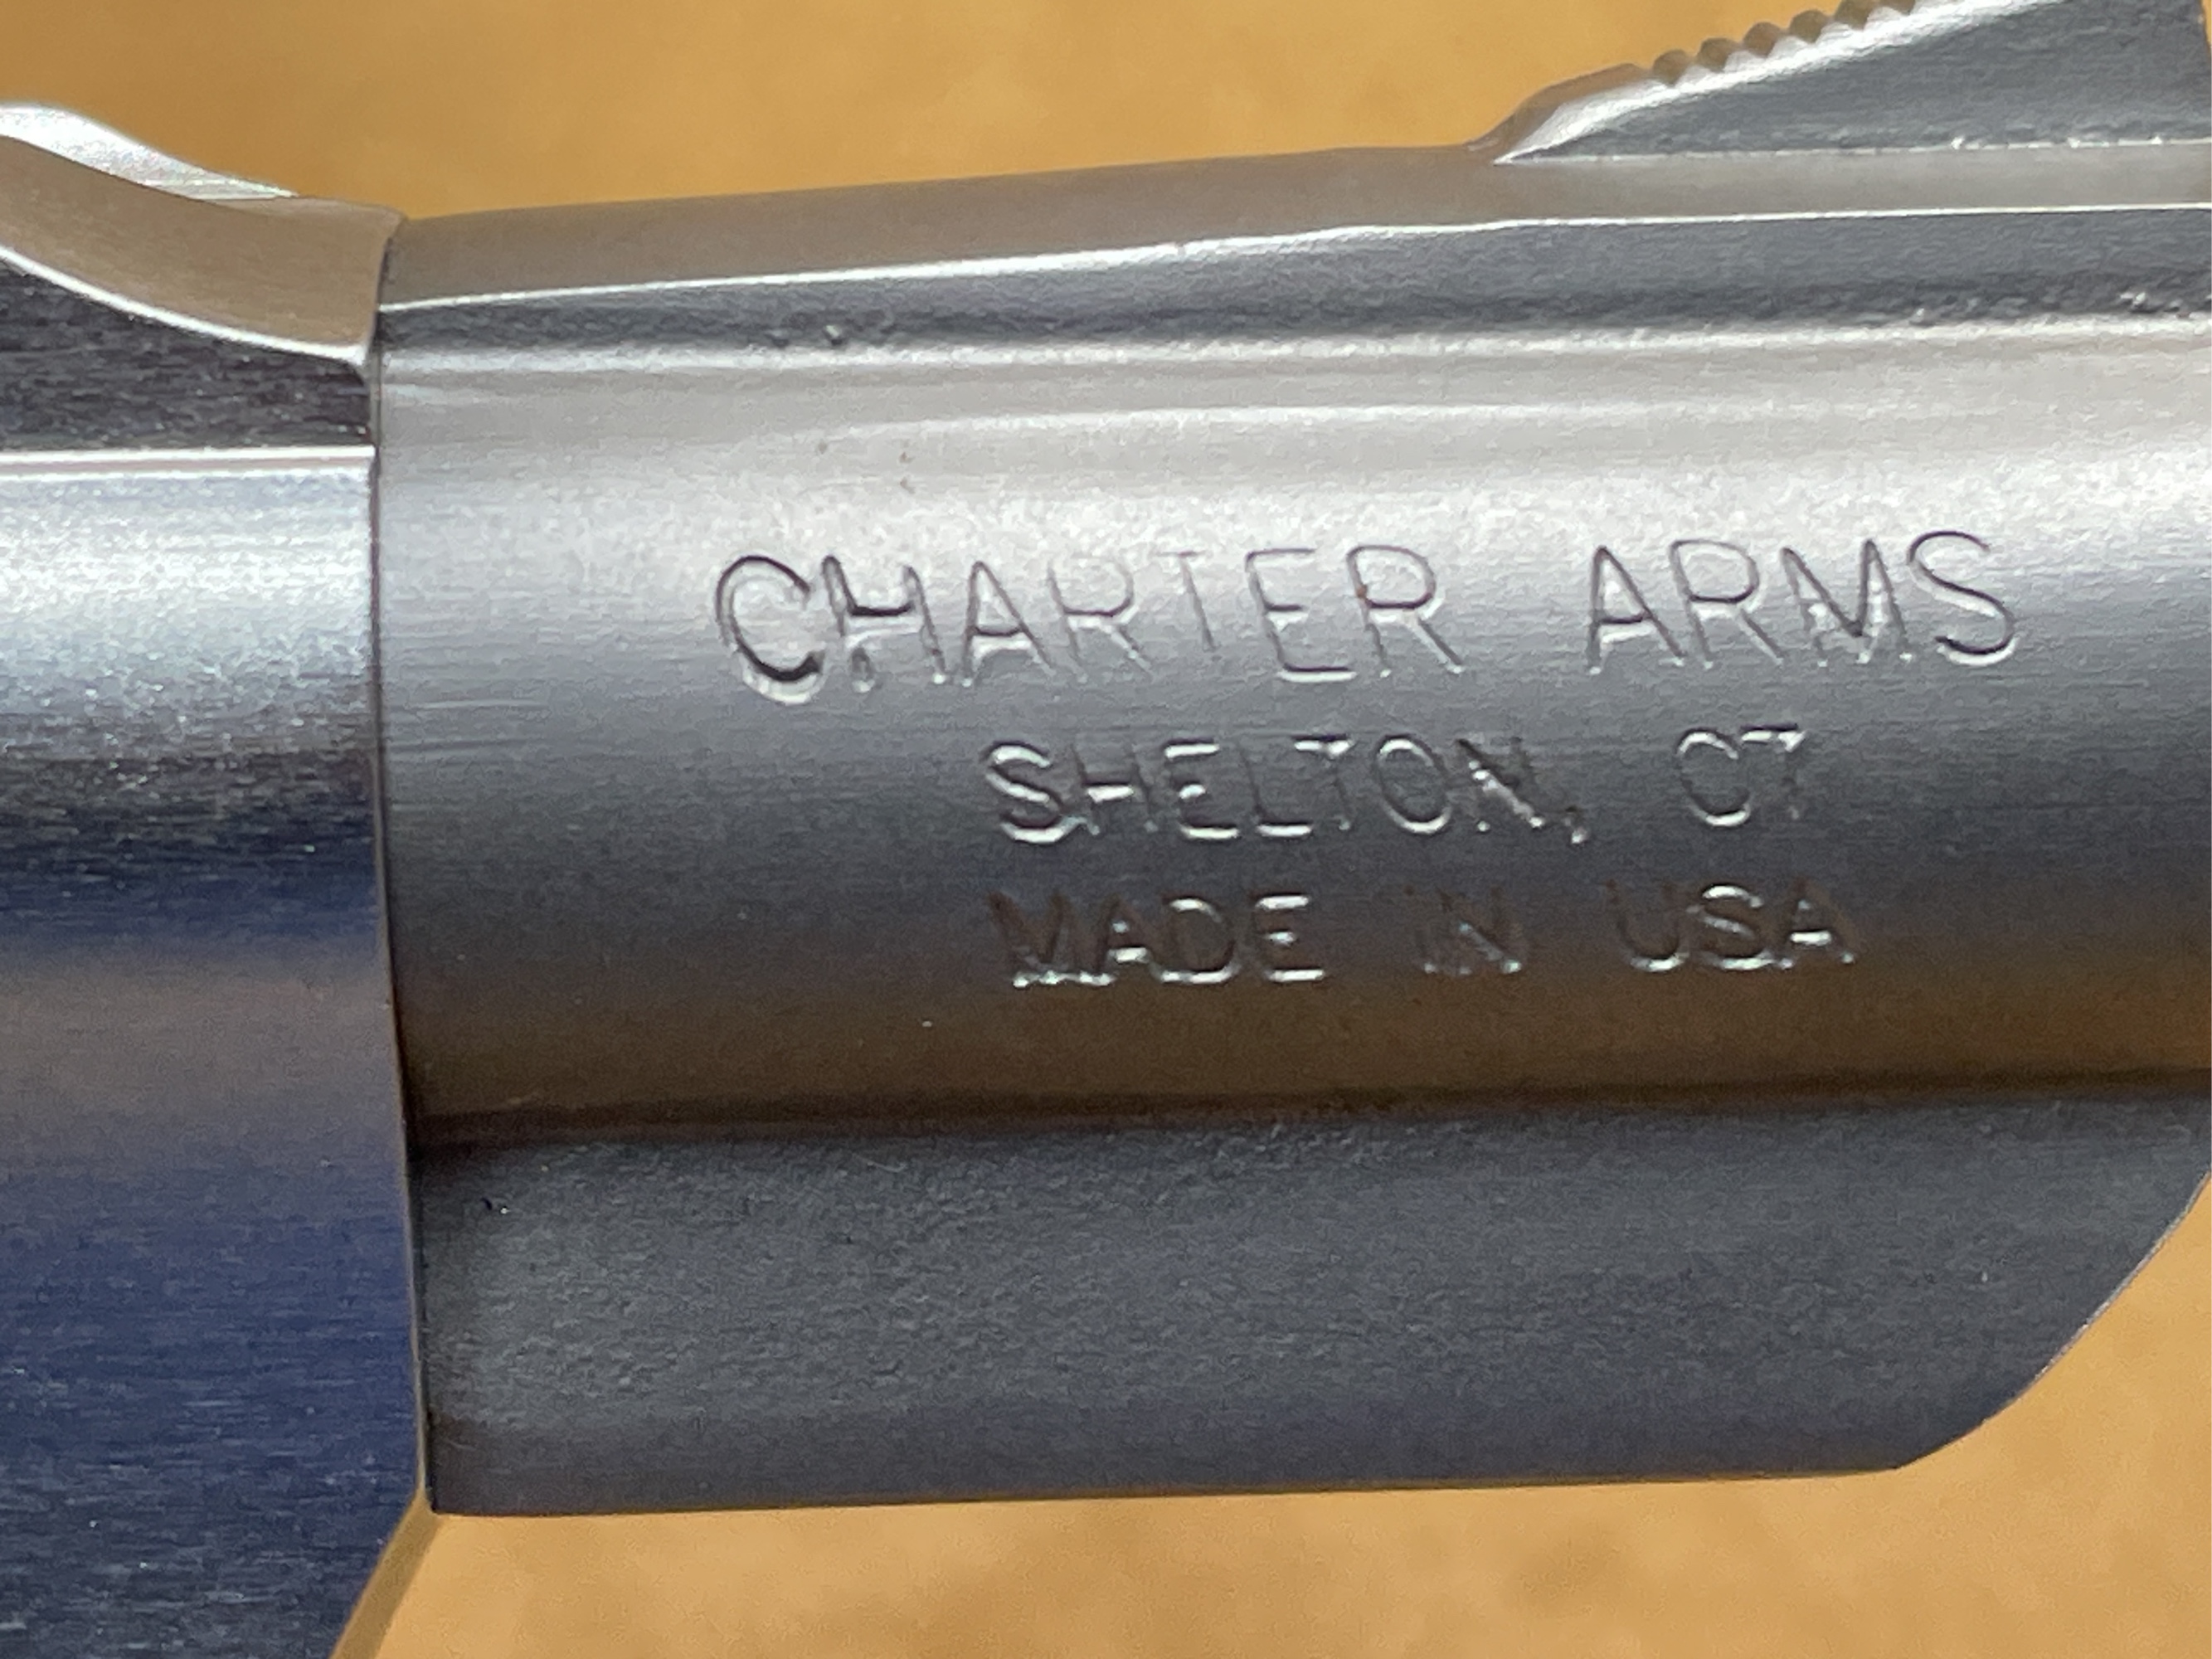 CHARTER ARMS
SHELTON, CT
MADE IN USA